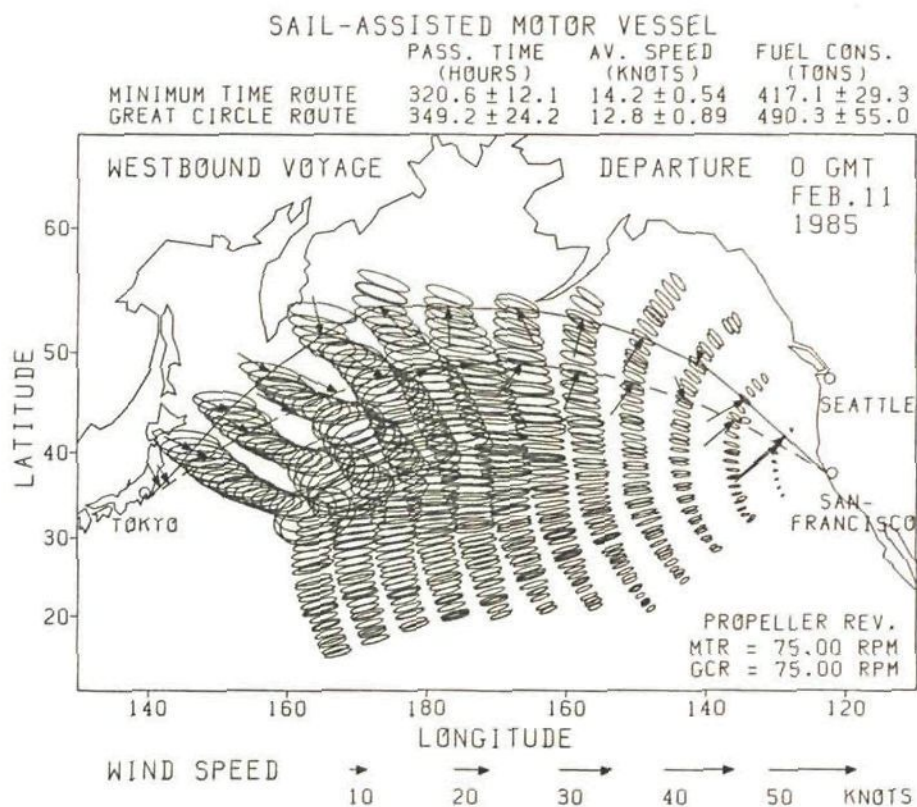 SAIL-ASSISTED MOTOR VESSEL
PASS. TIME AV. SPEED FUEL CONS.
(HOURS) (KNØTS) (TONS)
MINIMUM TIME ROUTE 320.6 ± 12.1 14.2 ± 0.54 417.1 ± 29.3
GREAT CIRCLE ROUTE 349.2 ± 24.2 12.8 ± 0.89 490.3 ± 55.0
WESTBOUND VOYAGE DEPARTURE 0 GMT
FEB.11
1985
60
50
40
30
20
LATITUDE
SEATTLE
SAN-
FRANCISCO
TOKYO
PROPELLER REV.
MTR = 75.00 RPM
GCR = 75.00 RPM
140 160 180 160 140 120
LONGITUDE
WIND SPEED
10 20 30 40 50 KNOTS